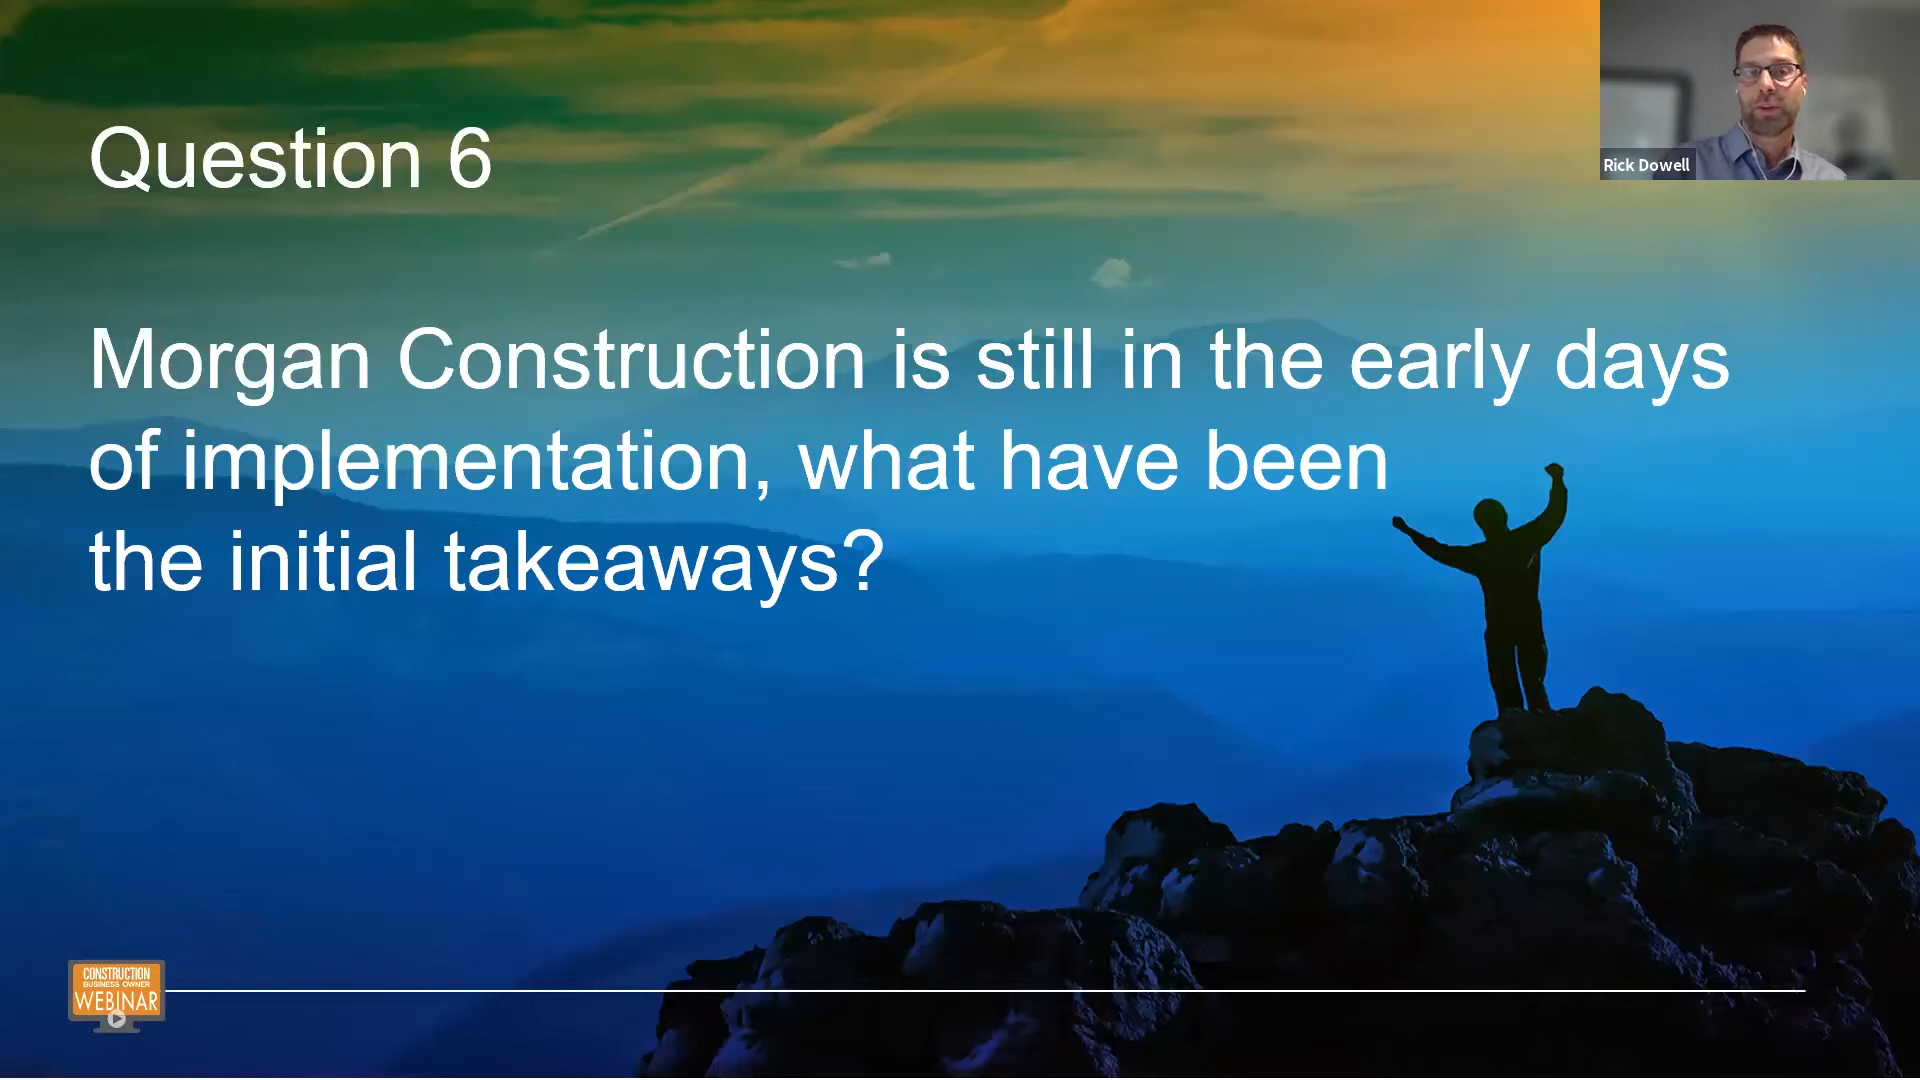 Question 6
Rick Dowell
Morgan Construction is still in the early days
of implementation, what have been
the initial takeaways?
CONSTRUCTION
BUSINESS OWNER
WEBINAR